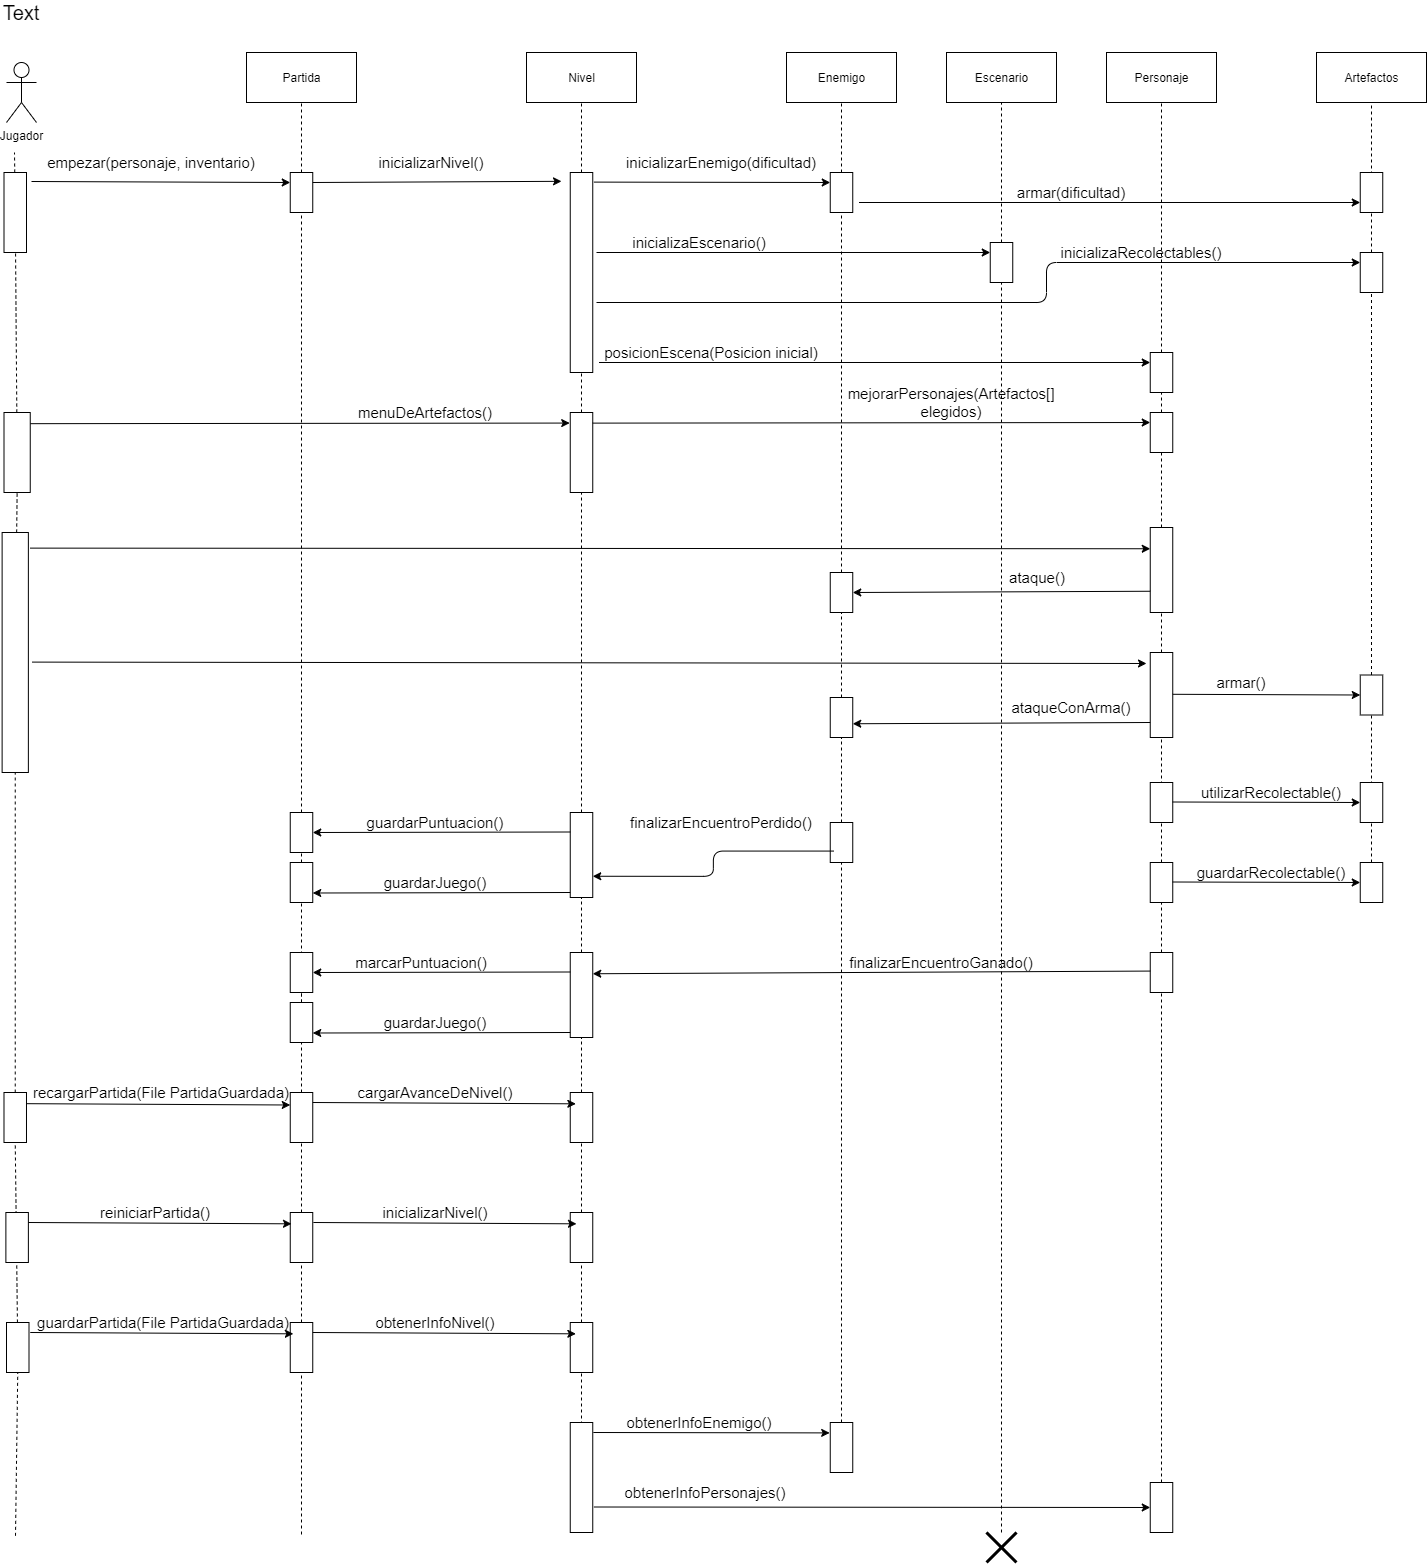 Text
Jugador
Partida
Nivel
Enemigo
Escenario
Personaje
Artefactos
empezar(personaje, inventario)
inicializarNivel()
inicializarEnemigo(dificultad)
armar(dificultad)
inicializaEscenario()
inicializaRecolectables()
posicionEscena(Posicion inicial)
menuDeArtefactos()
mejorarPersonajes(Artefactos[]
elegidos)
ataque()
armar()
ataqueConArma()
utilizarRecolectable()
guardarPuntuacion()
finalizarEncuentroPerdido()
guardarJuego()
guardarRecolectable()
marcarPuntuacion()
finalizarEncuentroGanado()
guardarJuego()
recargarPartida(File PartidaGuardada)
cargarAvanceDeNivel()
reiniciarPartida()
inicializarNivel()
guardarPartida(File PartidaGuardada)
obtenerInfoNivel()
obtenerInfoEnemigo()
obtenerInfoPersonajes()